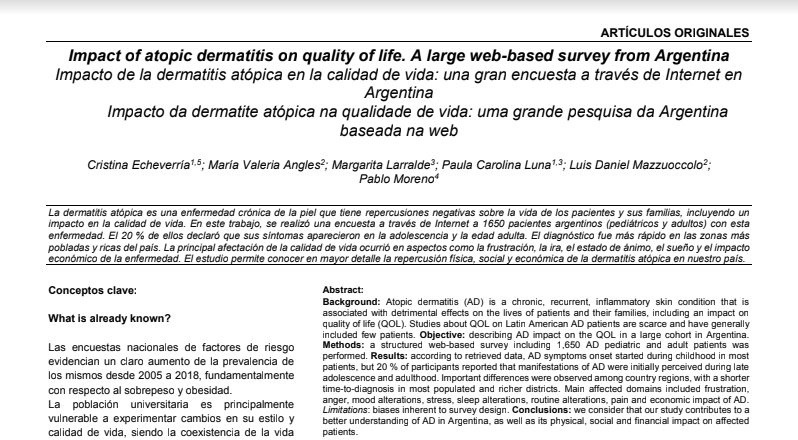 ARTÍCULOS ORIGINALES
Impact of atopic dermatitis on quality of life. A large web-based survey from Argentina
Impacto de la dermatitis atópica en la calidad de vida: una gran encuesta a través de Internet en
Argentina
Impacto da dermatite atópica na qualidade de vida: uma grande pesquisa da Argentina
baseada na web
Cristina Echeverría1,5; María Valeria Angles2; Margarita Larralde3; Paula Carolina Luna1,3; Luis Daniel Mazzuoccolo2;
Pablo Moreno4
La dermatitis atópica es una enfermedad crónica de la piel que tiene repercusiones negativas sobre la vida de los pacientes y sus familias, incluyendo un
impacto en la calidad de vida. En este trabajo, se realizó una encuesta a través de Internet a 1650 pacientes argentinos (pediátricos y adultos) con esta
enfermedad. El 20 % de ellos declaró que sus síntomas aparecieron en la adolescencia y la edad adulta. El diagnóstico fue más rápido en las zonas más
pobladas y ricas del país. La principal afectación de la calidad de vida ocurrió en aspectos como la frustración, la ira, el estado de ánimo, el sueño y el impacto
económico de la enfermedad. El estudio permite conocer en mayor detalle la repercusión física, social y económica de la dermatitis atópica en nuestro país.
Conceptos clave:
What is already known?
Las encuestas nacionales de factores de riesgo
evidencian un claro aumento de la prevalencia de
los mismos desde 2005 a 2018, fundamentalmente
con respecto al sobrepeso y obesidad.
La población universitaria es principalmente
vulnerable a experimentar cambios en su estilo y
calidad de vida, siendo la coexistencia de la vida
Abstract:
Background: Atopic dermatitis (AD) is a chronic, recurrent, inflammatory skin condition that is
associated with detrimental effects on the lives of patients and their families, including an impact on
quality of life (QOL). Studies about QOL on Latin American AD patients are scarce and have generally
included few patients. Objective: describing AD impact on the QOL in a large cohort in Argentina.
Methods: a structured web-based survey including 1,650 AD pediatric and adult patients was
performed. Results: according to retrieved data, AD symptoms onset started during childhood in most
patients, but 20 % of participants reported that manifestations of AD were initially perceived during late
adolescence and adulthood. Important differences were observed among country regions, with a shorter
time-to-diagnosis in most populated and richer districts. Main affected domains included frustration,
anger, mood alterations, stress, sleep alterations, routine alterations, pain and economic impact of AD.
Limitations: biases inherent to survey design. Conclusions: we consider that our study contributes to a
better understanding of AD in Argentina, as well as its physical, social and financial impact on affected
patients.